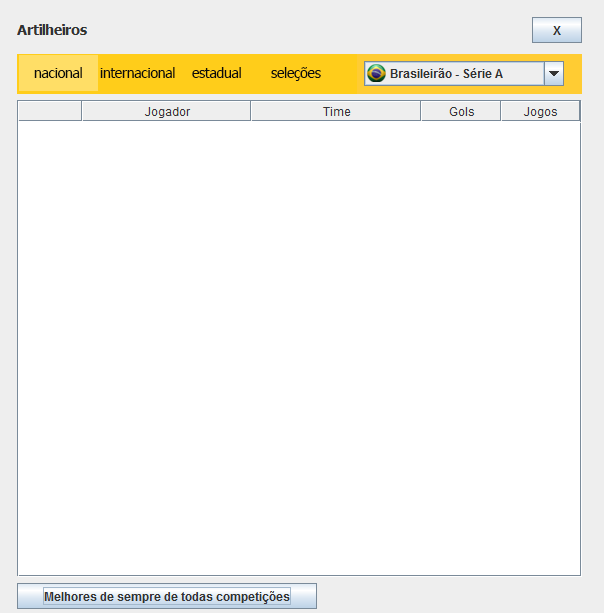 Artilheiros
X
nacional internacional estadual seleções Brasileirão - Série A
Jogador Time Gols Jogos
Melhores de sempre de todas competições